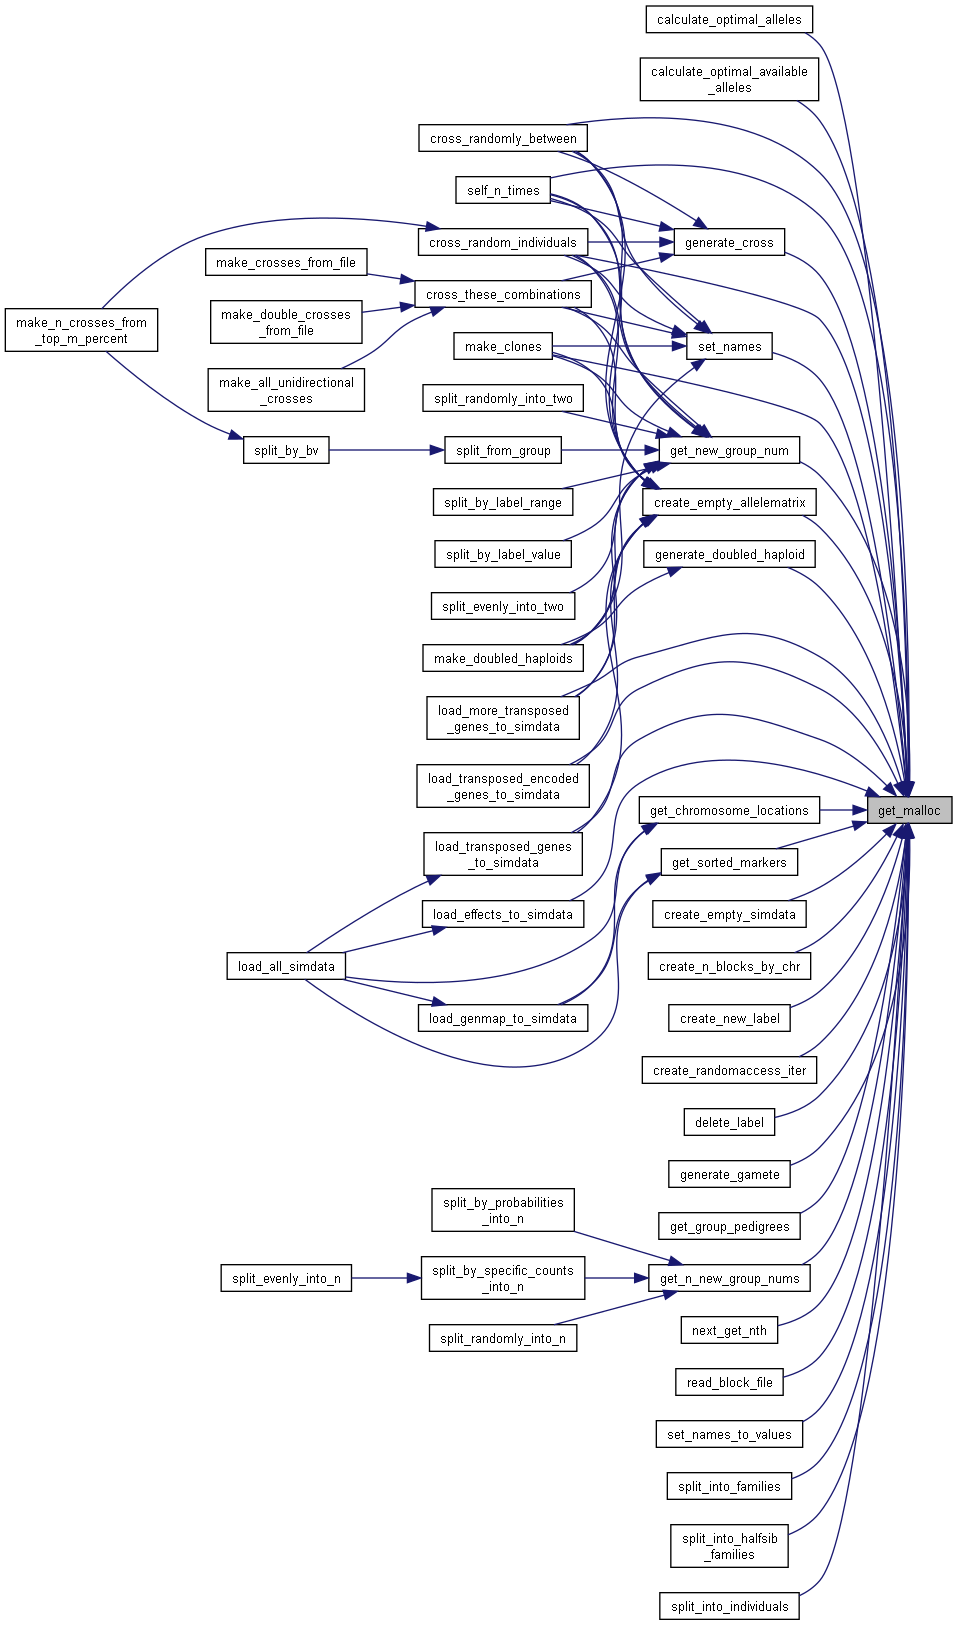 calculate_optimal_alleles
calculate_optimal_available
_alleles
cross_randomly_between
self_n_times
generate_cross
cross_random_individuals
make_crosses_from_file
cross_these_combinations
make_double_crosses
_from_file
make_n_crosses_from
_top_m_percent
make_clones
set_names
make_all_unidirectional
_crosses
split_randomly_into_two
split_by_bv
split_from_group
get_new_group_num
split_by_label_range
create_empty_allelematrix
split_by_label_value
generate_doubled_haploid
split_evenly_into_two
make_doubled_haploids
load_more_transposed
_genes_to_simdata
load_transposed_encoded
_genes_to_simdata
get_chromosome_locations
get_malloc
load_transposed_genes
_to_simdata
get_sorted_markers
load_effects_to_simdata
create_empty_simdata
load_all_simdata
create_n_blocks_by_chr
load_genmap_to_simdata
create_new_label
create_randomaccess_iter
delete_label
generate_gamete
split_by_probabilities
_into_n
get_group_pedigrees
split_evenly_into_n
split_by_specific_counts
_into_n
get_n_new_group_nums
split_randomly_into_n
next_get_nth
read_block_file
set_names_to_values
split_into_families
split_into_halfsib
_families
split_into_individuals